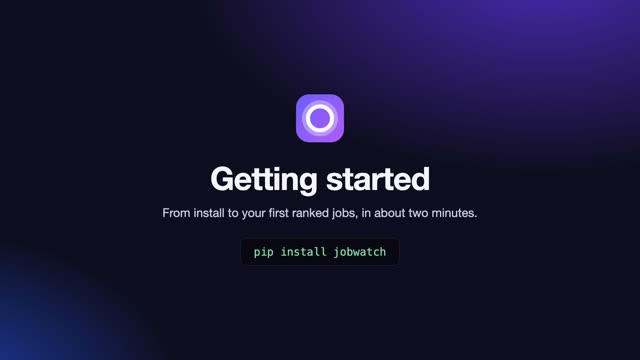 Getting started
From install to your first ranked jobs, in about two minutes.
pip install jobwatch